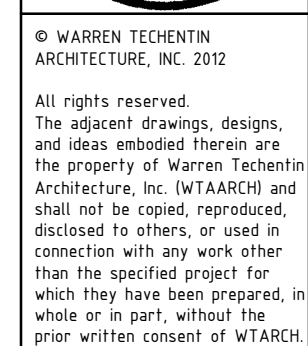 © WARREN TECHENTIN
ARCHITECTURE, INC. 2012
All rights reserved.
The adjacent drawings, designs,
and ideas embodied therein are
the property of Warren Techentin
Architecture, Inc. (WTAARCH) and
shall not be copied, reproduced,
disclosed to others, or used in
connection with any work other
than the specified project for
which they have been prepared, in
whole or in part, without the
prior written consent of WTARCH.